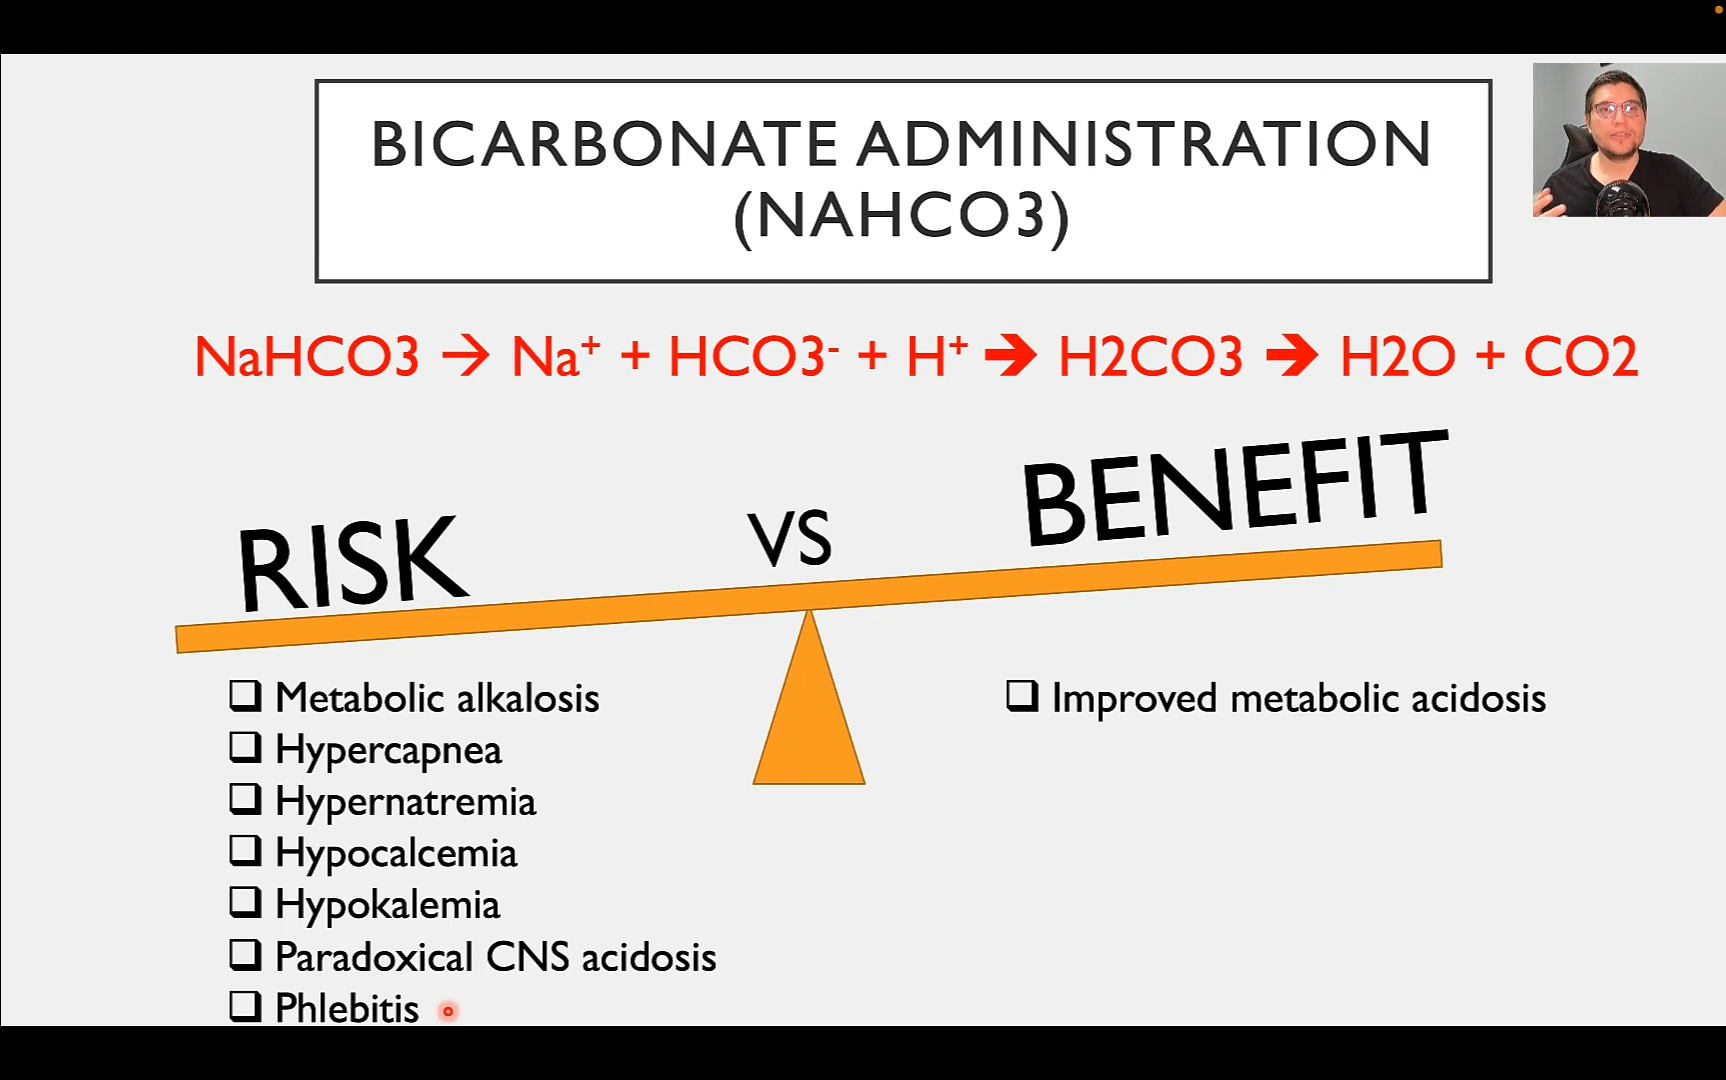 BICARBONATE ADMINISTRATION
(NAHCO3)
NaHCO3 → Na⁺ + HCO3⁻ + H⁺ → H2CO3 → H2O + CO2
RISK VS BENEFIT
Metabolic alkalosis
Hypercapnea
Hypernatremia
Hypocalcemia
Hypokalemia
Paradoxical CNS acidosis
Phlebitis
Improved metabolic acidosis